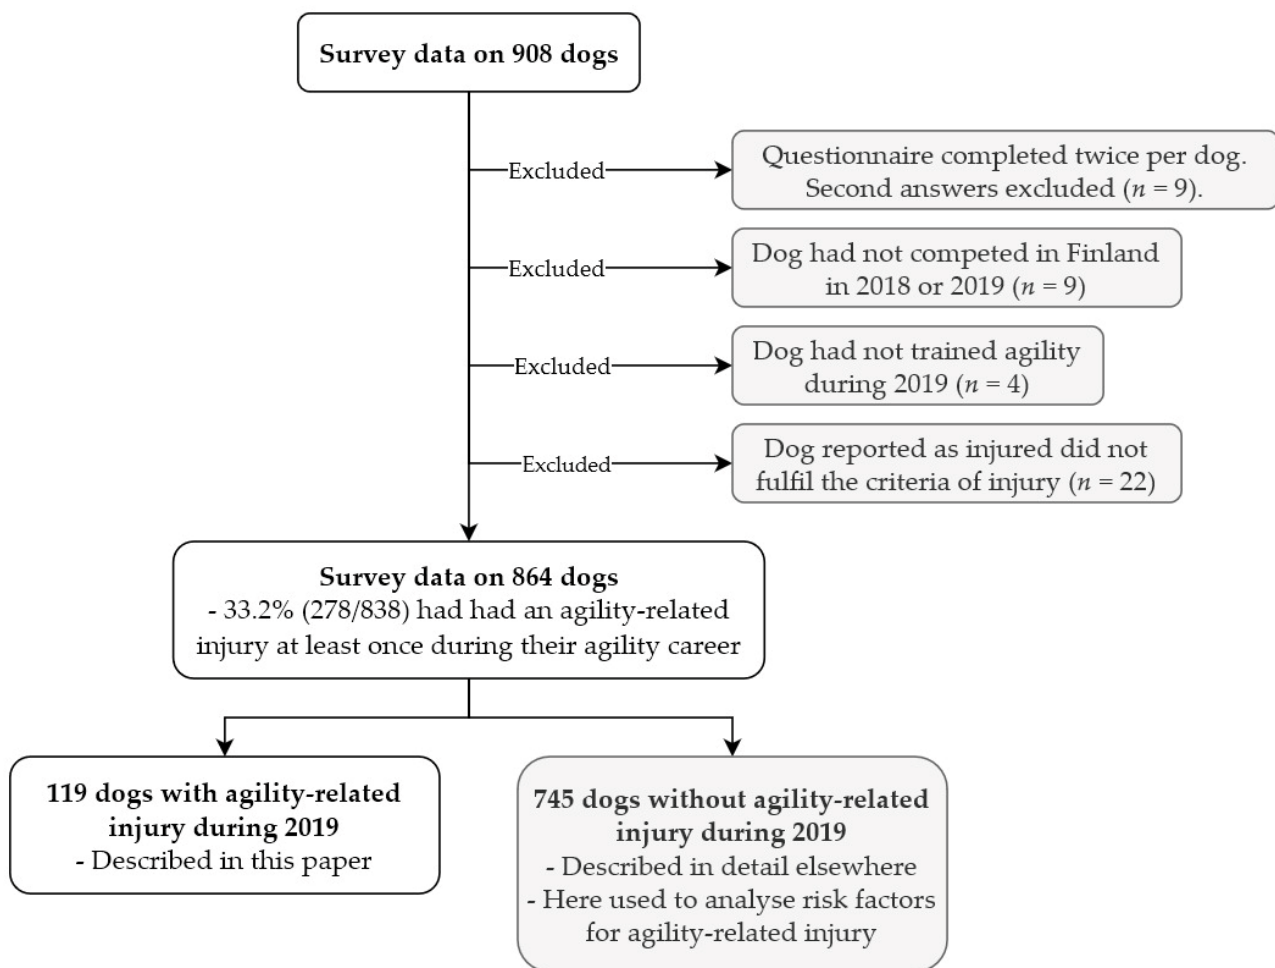 Survey data on 908 dogs
Excluded
Questionnaire completed twice per dog.
Second answers excluded (n = 9).
Excluded
Dog had not competed in Finland
in 2018 or 2019 (n = 9)
Excluded
Dog had not trained agility
during 2019 (n = 4)
Excluded
Dog reported as injured did not
fulfil the criteria of injury (n = 22)
Survey data on 864 dogs
- 33.2% (278/838) had had an agility-related
injury at least once during their agility career
119 dogs with agility-related
injury during 2019
- Described in this paper
745 dogs without agility-related
injury during 2019
- Described in detail elsewhere
- Here used to analyse risk factors
for agility-related injury